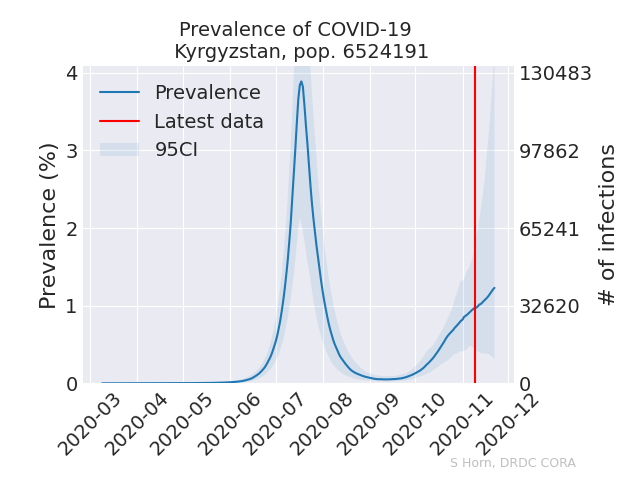 Prevalence of COVID-19
Kyrgyzstan, pop. 6524191
Prevalence (%)
4
3
2
1
0
Prevalence
Latest data
95CI
130483
97862
65241
32620
0
# of infections
2020-03
2020-04
2020-05
2020-06
2020-07
2020-08
2020-09
2020-10
2020-11
2020-12
S Horn, DRDC CORA